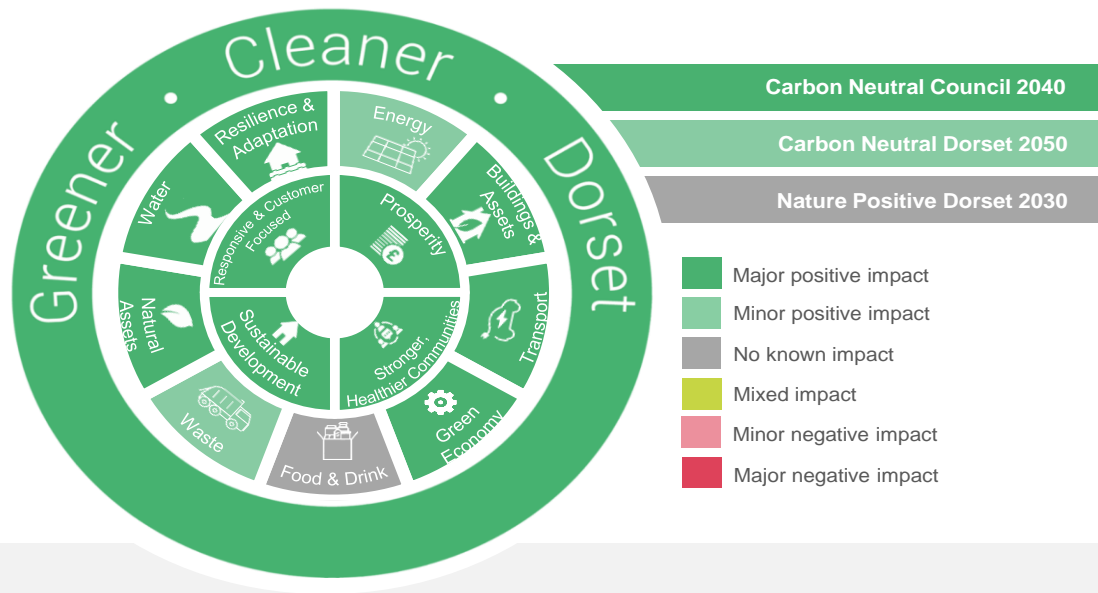 Greener · Cleaner · Dorset
Carbon Neutral Council 2040
Carbon Neutral Dorset 2050
Nature Positive Dorset 2030
Resilience &
Adaptation
Energy
Buildings &
Assets
Transport
Green
Economy
Food & Drink
Waste
Natural
Assets
Water
Responsive & Customer
Focused
Prosperity
£
Stronger,
Healthier Communities
Sustainable
Development
Major positive impact
Minor positive impact
No known impact
Mixed impact
Minor negative impact
Major negative impact